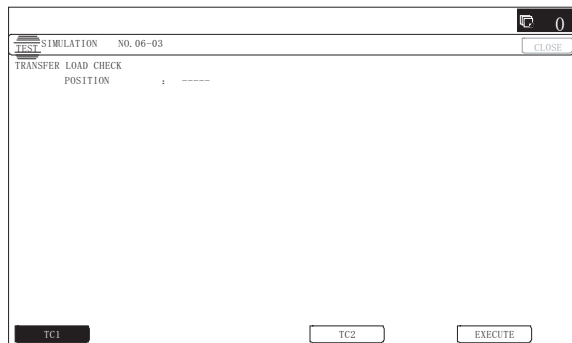 0
TEST SIMULATION NO.06-03
CLOSE
TRANSFER LOAD CHECK
POSITION : -----
TC1 TC2 EXECUTE